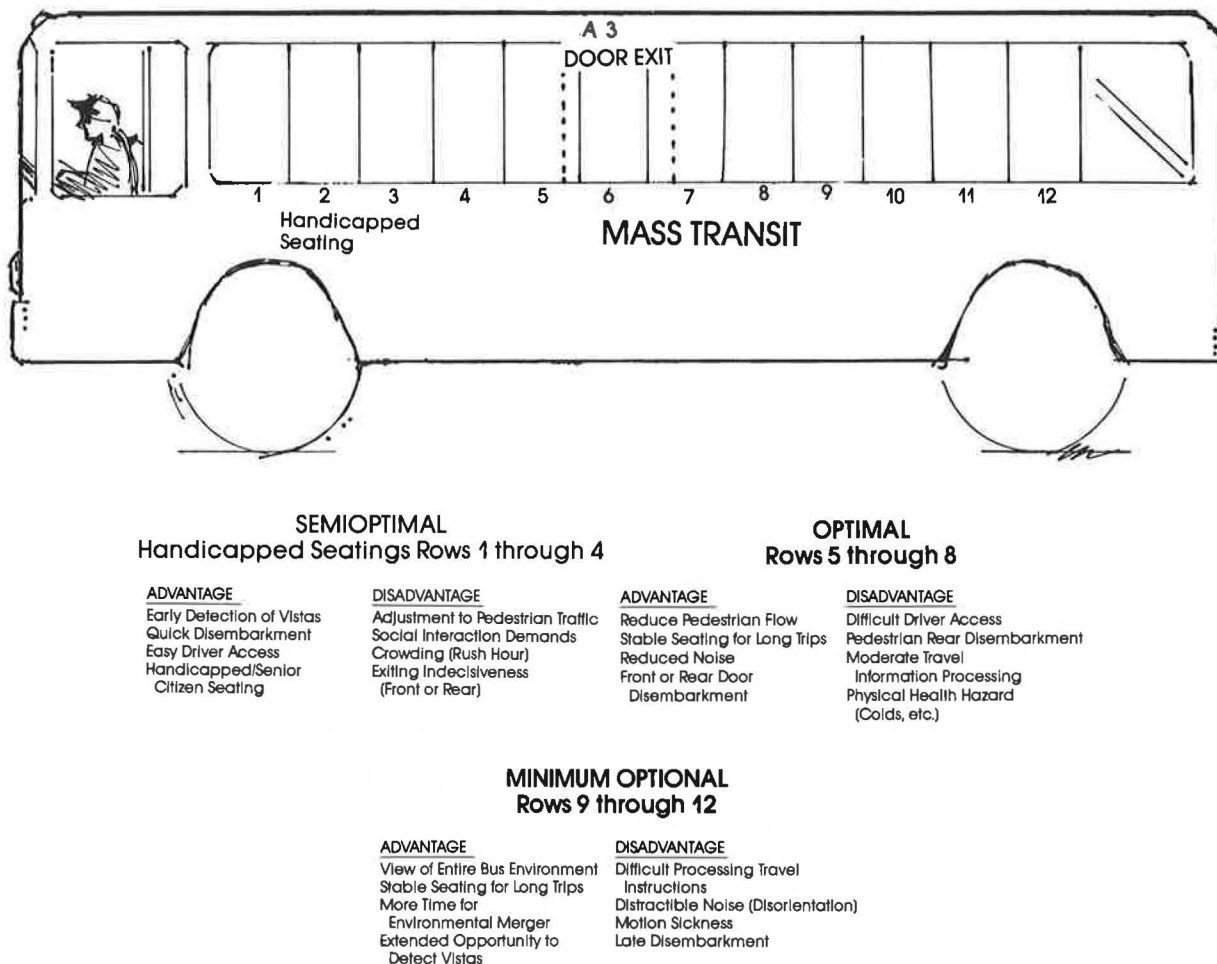 A 3
DOOR EXIT
1 2 3 4 5 6 7 8 9 10 11 12
Handicapped
Seating
MASS TRANSIT
SEMIOPTIMAL
Handicapped Seatings Rows 1 through 4
ADVANTAGE
Early Detection of Vistas
Quick Disembarkment
Easy Driver Access
Handicapped/Senior
Citizen Seating
DISADVANTAGE
Adjustment to Pedestrian Traffic
Social Interaction Demands
Crowding (Rush Hour)
Exiting Indecisiveness
(Front or Rear)
OPTIMAL
Rows 5 through 8
ADVANTAGE
Reduce Pedestrian Flow
Stable Seating for Long Trips
Reduced Noise
Front or Rear Door
Disembarkment
DISADVANTAGE
Difficult Driver Access
Pedestrian Rear Disembarkment
Moderate Travel
Information Processing
Physical Health Hazard
(Colds, etc.)
MINIMUM OPTIONAL
Rows 9 through 12
ADVANTAGE
View of Entire Bus Environment
Stable Seating for Long Trips
More Time for
Environmental Merger
Extended Opportunity to
Detect Vistas
DISADVANTAGE
Difficult Processing Travel
Instructions
Distractible Noise (Disorientation)
Motion Sickness
Late Disembarkment